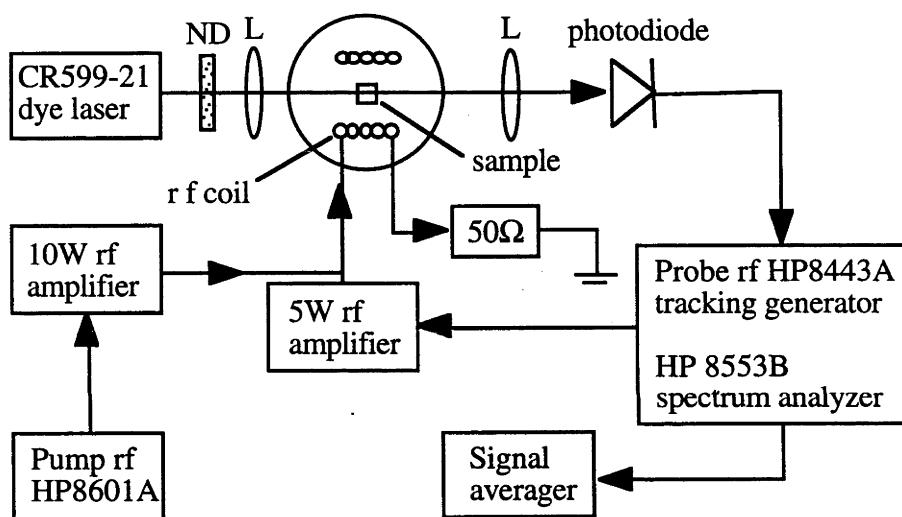 ND
L
L
photodiode
CR599-21
dye laser
sample
r f coil
50Ω
10W rf
amplifier
5W rf
amplifier
Probe rf HP8443A
tracking generator
HP 8553B
spectrum analyzer
Pump rf
HP8601A
Signal
averager